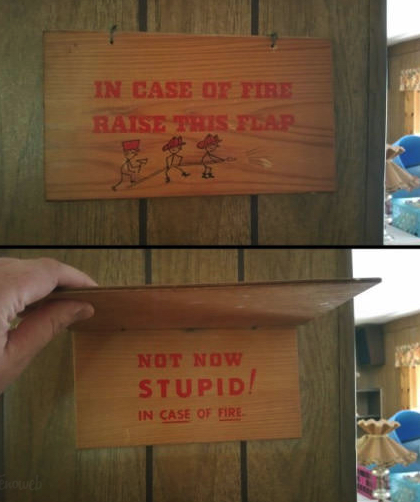 IN CASE OF FIRE
RAISE THIS FLAP
NOT NOW
STUPID!
IN CASE OF FIRE.